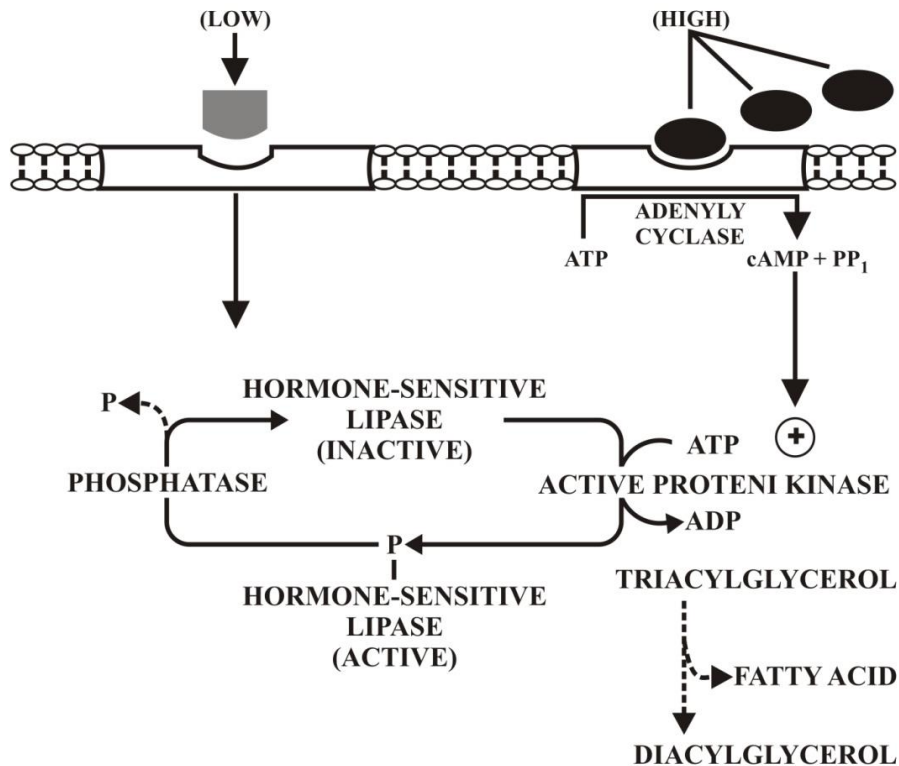 (LOW)
(HIGH)
ADENYLY
CYCLASE
ATP
cAMP + PP1
HORMONE-SENSITIVE
LIPASE
(INACTIVE)
P
ATP
+
PHOSPHATASE
ACTIVE PROTENI KINASE
ADP
P
HORMONE-SENSITIVE
LIPASE
(ACTIVE)
TRIACYLGLYCEROL
FATTY ACID
DIACYLGLYCEROL